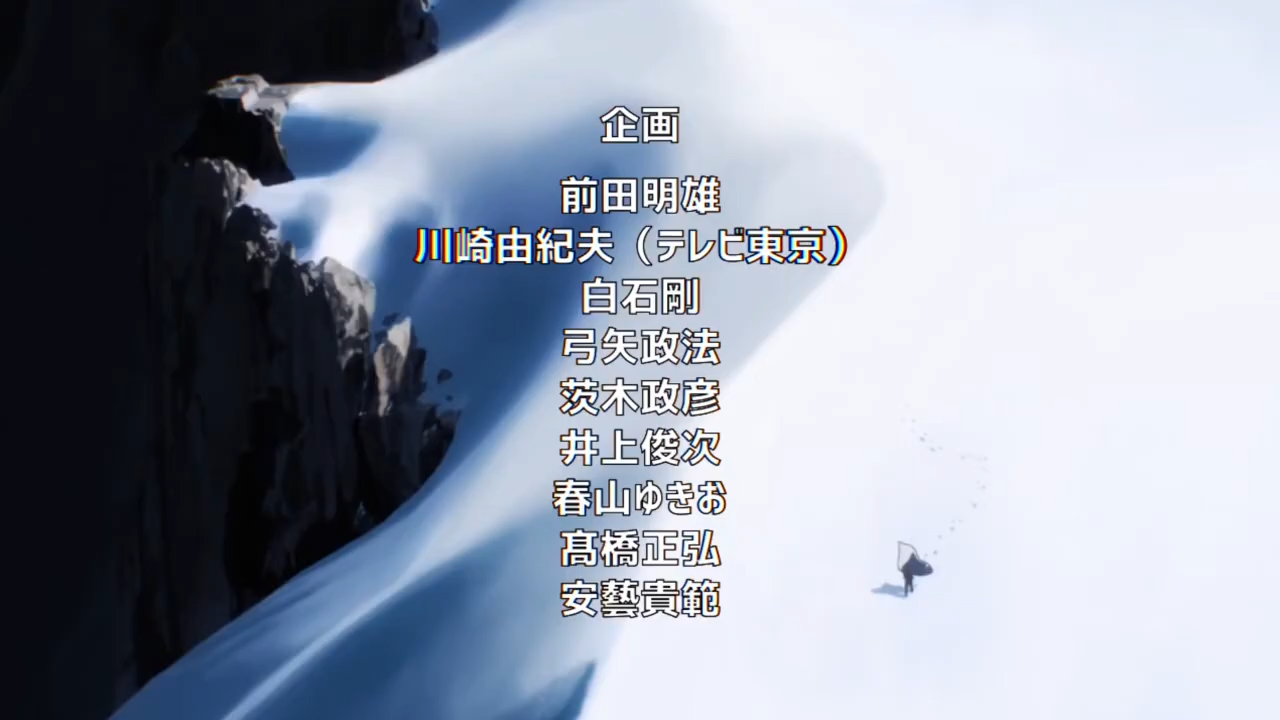 企画
前田明雄
川崎由紀夫（テレビ東京）
白石剛
弓矢政法
茨木政彦
井上俊次
春山ゆきお
髙橋正弘
安藝貴範